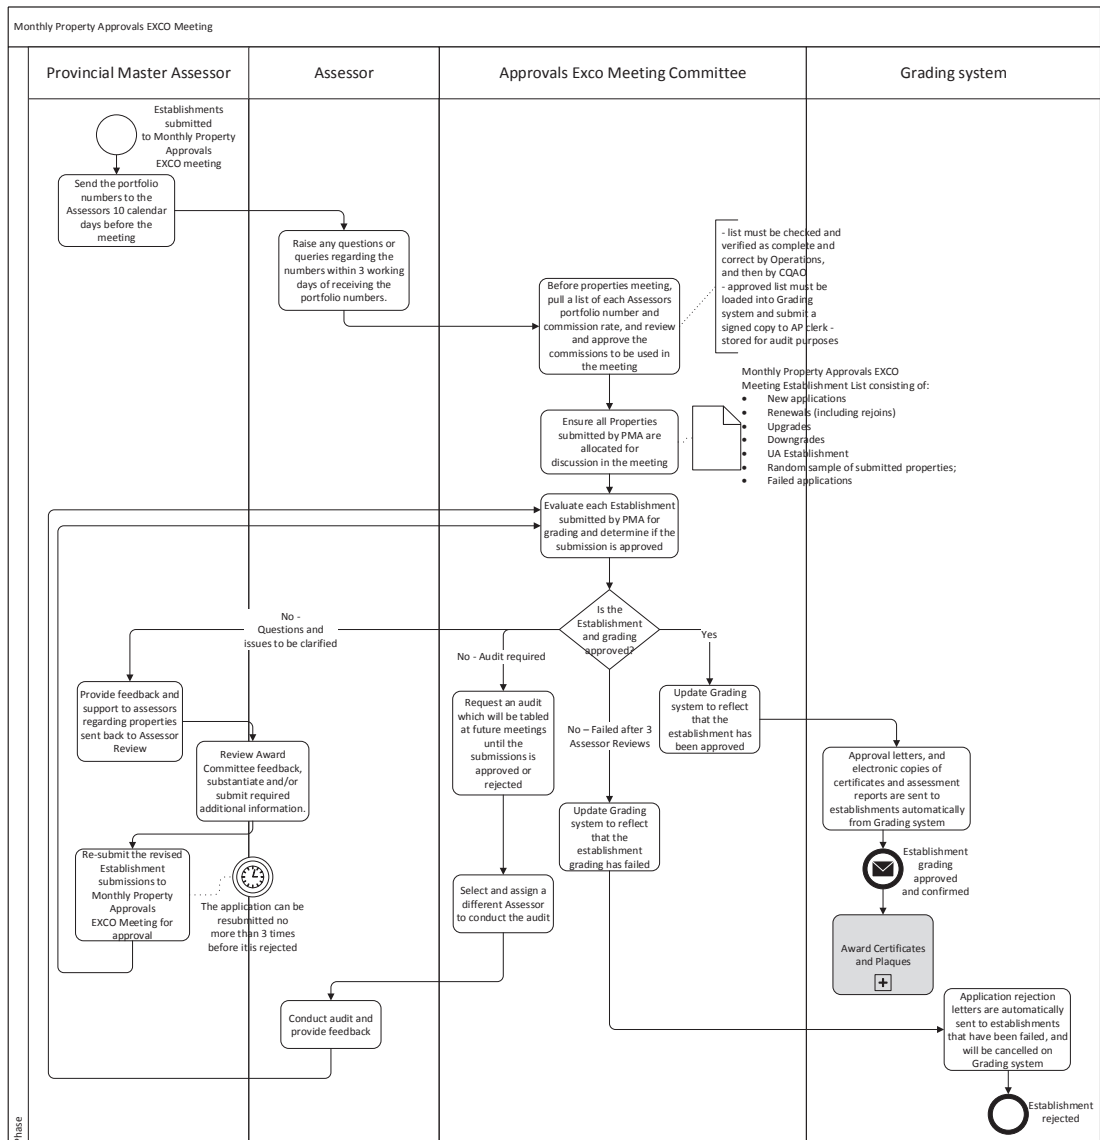 Monthly Property Approvals EXCO Meeting
Provincial Master Assessor
Assessor
Approvals Exco Meeting Committee
Grading system
Establishments
submitted
to Monthly Property
Approvals
EXCO meeting
Send the portfolio
numbers to the
Assessors 10 calendar
days before the
meeting
Raise any questions or
queries regarding the
numbers within 3 working
days of receiving the
portfolio numbers.
Before properties meeting,
pull a list of each Assessors
portfolio number and
commission rate, and review
and approve the
commissions to be used in
the meeting
- list must be checked and
verified as complete and
correct by Operations,
and then by CQAO
- approved list must be
loaded into Grading
system and submit a
signed copy to AP clerk -
stored for audit purposes
Monthly Property Approvals EXCO
Meeting Establishment List consisting of:
• New applications
• Renewals (including rejoins)
• Upgrades
• Downgrades
• UA Establishment
• Random sample of submitted properties;
• Failed applications
Ensure all Properties
submitted by PMA are
allocated for
discussion in the meeting
Evaluate each Establishment
submitted by PMA for
grading and determine if the
submission is approved
Is the
Establishment
and grading
approved?
No -
Questions and
issues to be clarified
No - Audit required
Yes
No – Failed after 3
Assessor Reviews
Provide feedback and
support to assessors
regarding properties
sent back to Assessor
Review
Review Award
Committee feedback,
substantiate and/or
submit required
additional information.
Request an audit
which will be tabled
at future meetings
until the
submissions is
approved or
rejected
Update Grading
system to reflect
that the
establishment has
been approved
Approval letters, and
electronic copies of
certificates and assessment
reports are sent to
establishments automatically
from Grading system
Update Grading
system to reflect
that the
establishment
grading has failed
Re-submit the revised
Establishment
submissions to
Monthly Property
Approvals
EXCO Meeting for
approval
The application can be
resubmitted no
more than 3 times
before it is rejected
Select and assign a
different Assessor
to conduct the audit
Establishment
grading
approved
and confirmed
Award Certificates
and Plaques
Conduct audit and
provide feedback
Application rejection
letters are automatically
sent to establishments
that have been failed, and
will be cancelled on
Grading system
Establishment
rejected
Phase